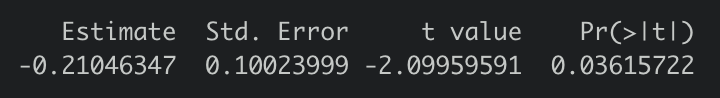 Estimate Std. Error t value Pr(>|t|)
-0.21046347 0.10023999 -2.09959591 0.03615722